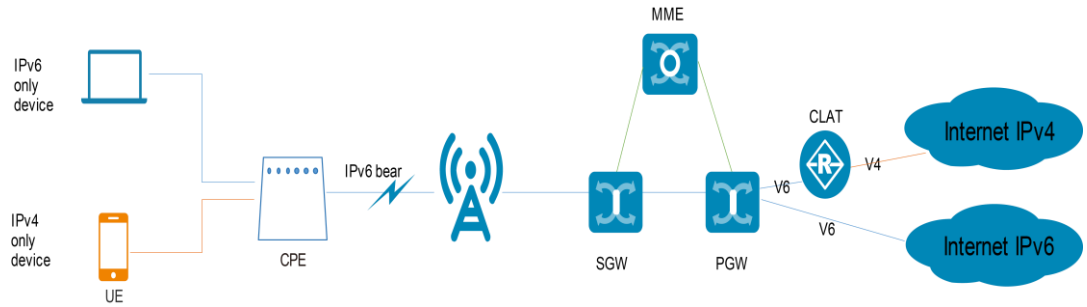 MME
IPv6
only
device
CLAT
Internet IPv4
IPv6 bear
V6
V4
IPv4
only
device
V6
Internet IPv6
CPE
SGW
PGW
UE